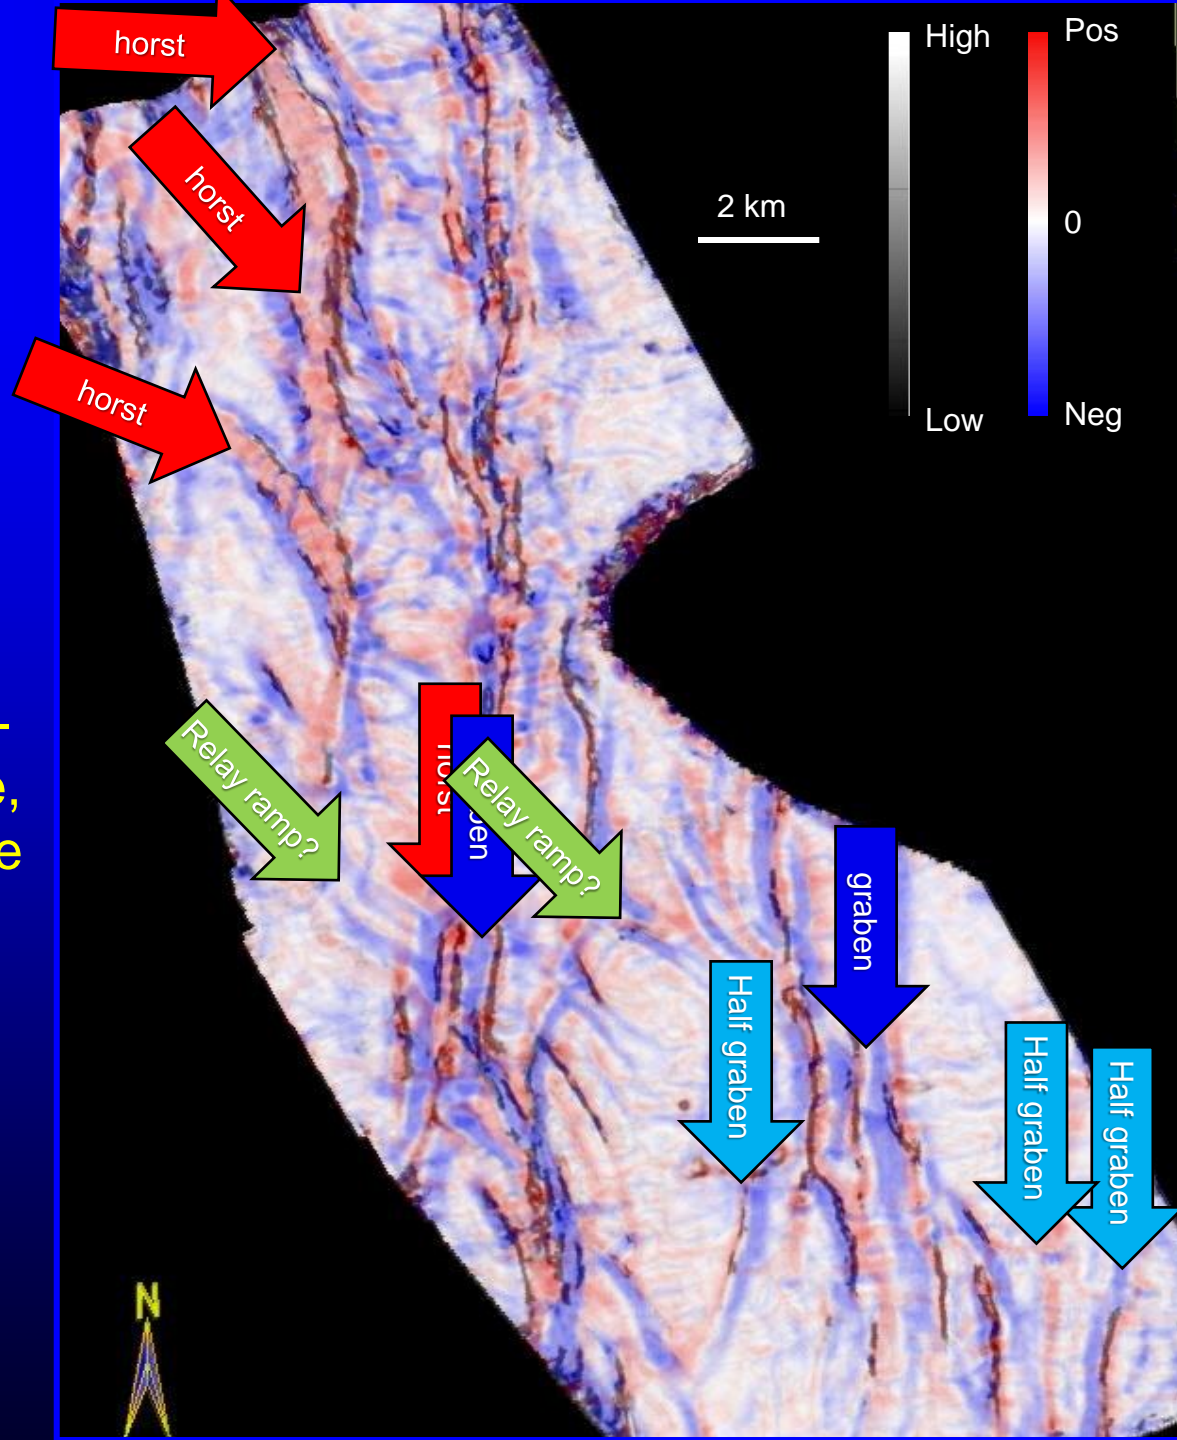 horst
High
Pos
horst
2 km
0
horst
Low
Neg
e,
e
horst
Relay ramp?
Relay ramp?
graben
Half graben
Half graben
Half graben
N